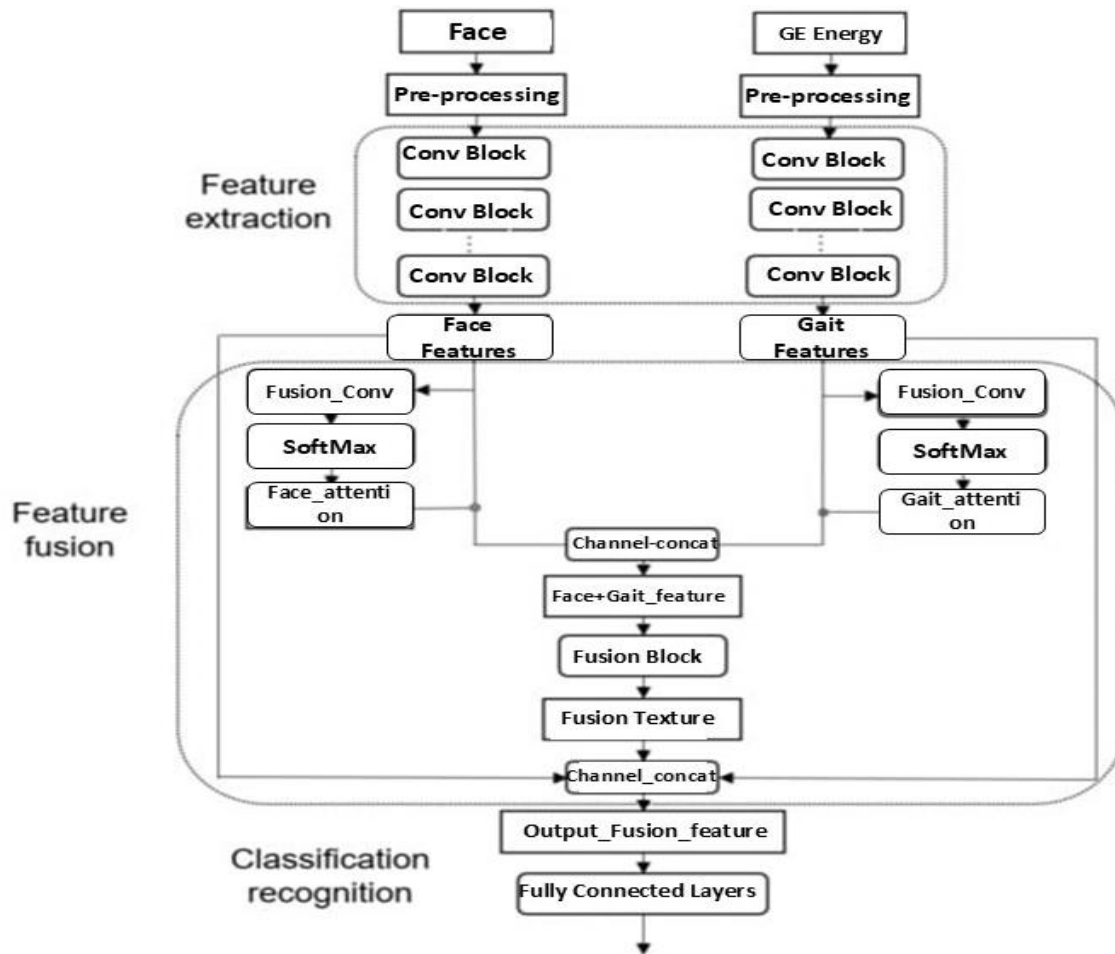 Face
GE Energy
Pre-processing
Pre-processing
Feature
extraction
Conv Block
Conv Block
Conv Block
Conv Block
Conv Block
Conv Block
Face
Features
Gait
Features
Feature
fusion
Fusion_Conv
SoftMax
Face_attenti
on
Fusion_Conv
SoftMax
Gait_attenti
on
Channel-concat
Face+Gait_feature
Fusion Block
Fusion Texture
Channel_concat
Classification
recognition
Output_Fusion_feature
Fully Connected Layers